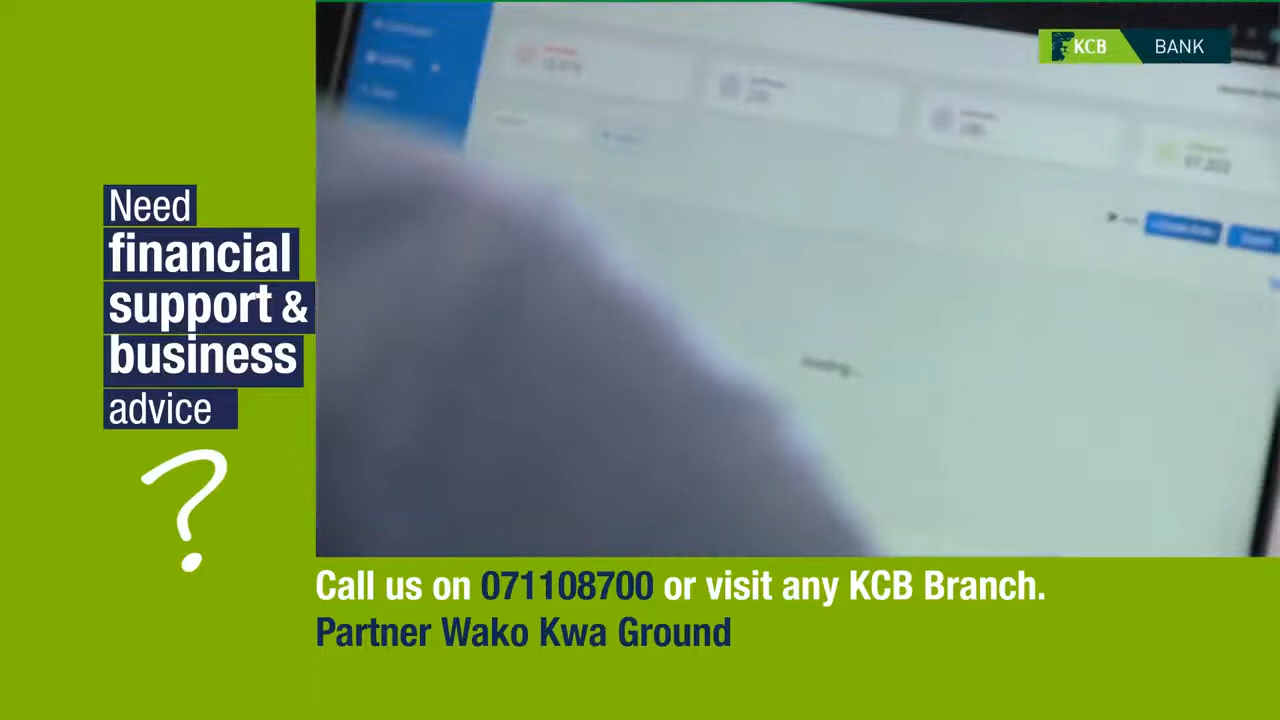 KCB BANK
Need
financial
support &
business
advice
?
loading...
Call us on 071108700 or visit any KCB Branch.
Partner Wako Kwa Ground